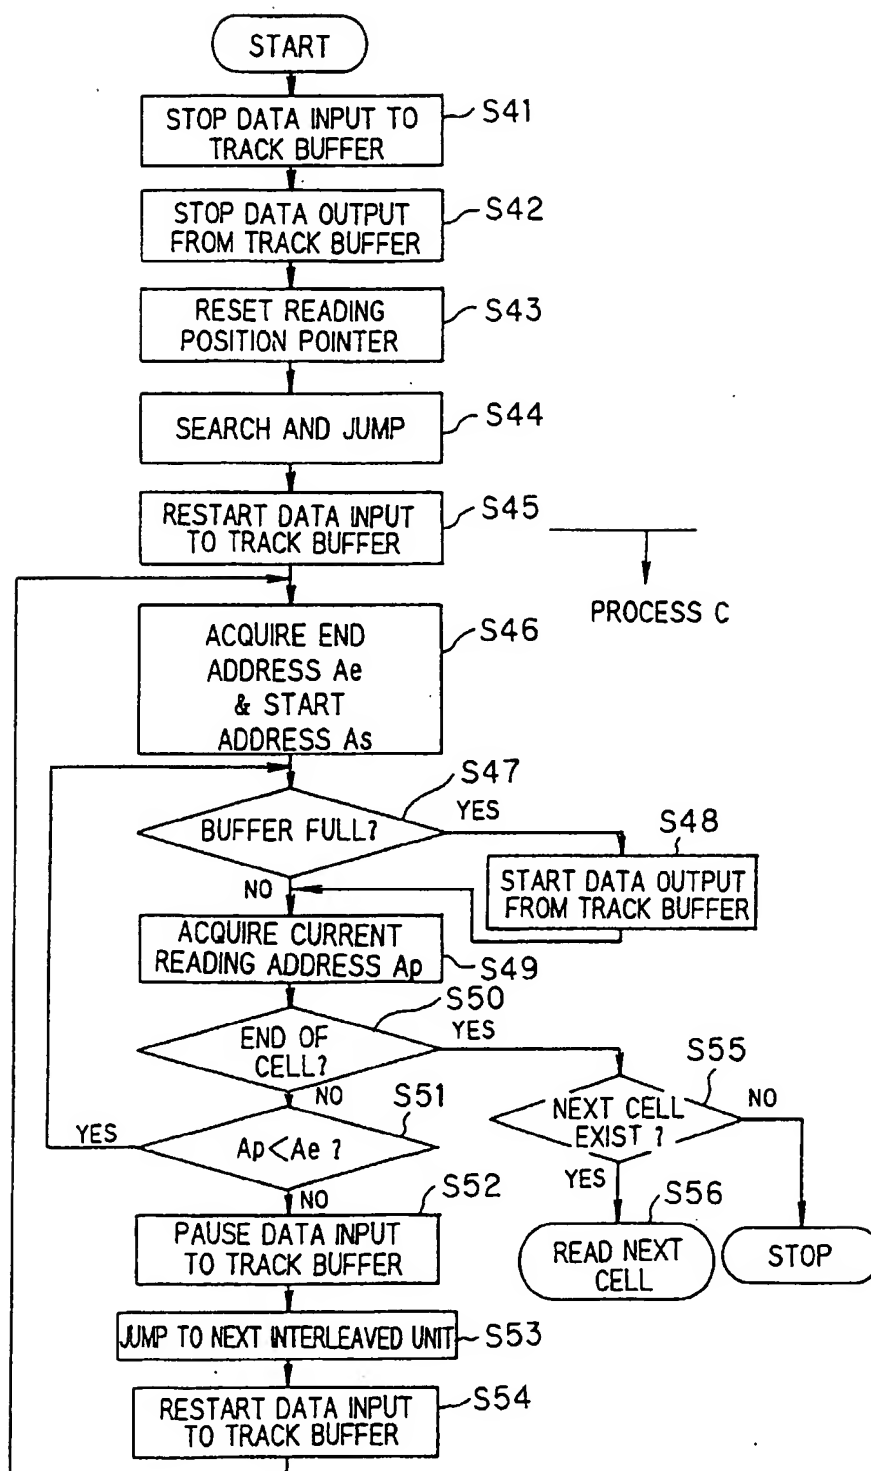 START
STOP DATA INPUT TO
TRACK BUFFER
S41
STOP DATA OUTPUT
FROM TRACK BUFFER
S42
RESET READING
POSITION POINTER
S43
SEARCH AND JUMP
S44
RESTART DATA INPUT
TO TRACK BUFFER
S45
PROCESS C
ACQUIRE END
ADDRESS Ae
& START
ADDRESS As
S46
BUFFER FULL?
S47
YES
NO
S48
START DATA OUTPUT
FROM TRACK BUFFER
ACQUIRE CURRENT
READING ADDRESS Ap
S49
END OF
CELL?
S50
YES
NO
S55
NEXT CELL
EXIST ?
NO
YES
Ap<Ae ?
S51
YES
NO
S56
READ NEXT
CELL
STOP
PAUSE DATA INPUT
TO TRACK BUFFER
S52
JUMP TO NEXT INTERLEAVED UNIT
S53
RESTART DATA INPUT
TO TRACK BUFFER
S54